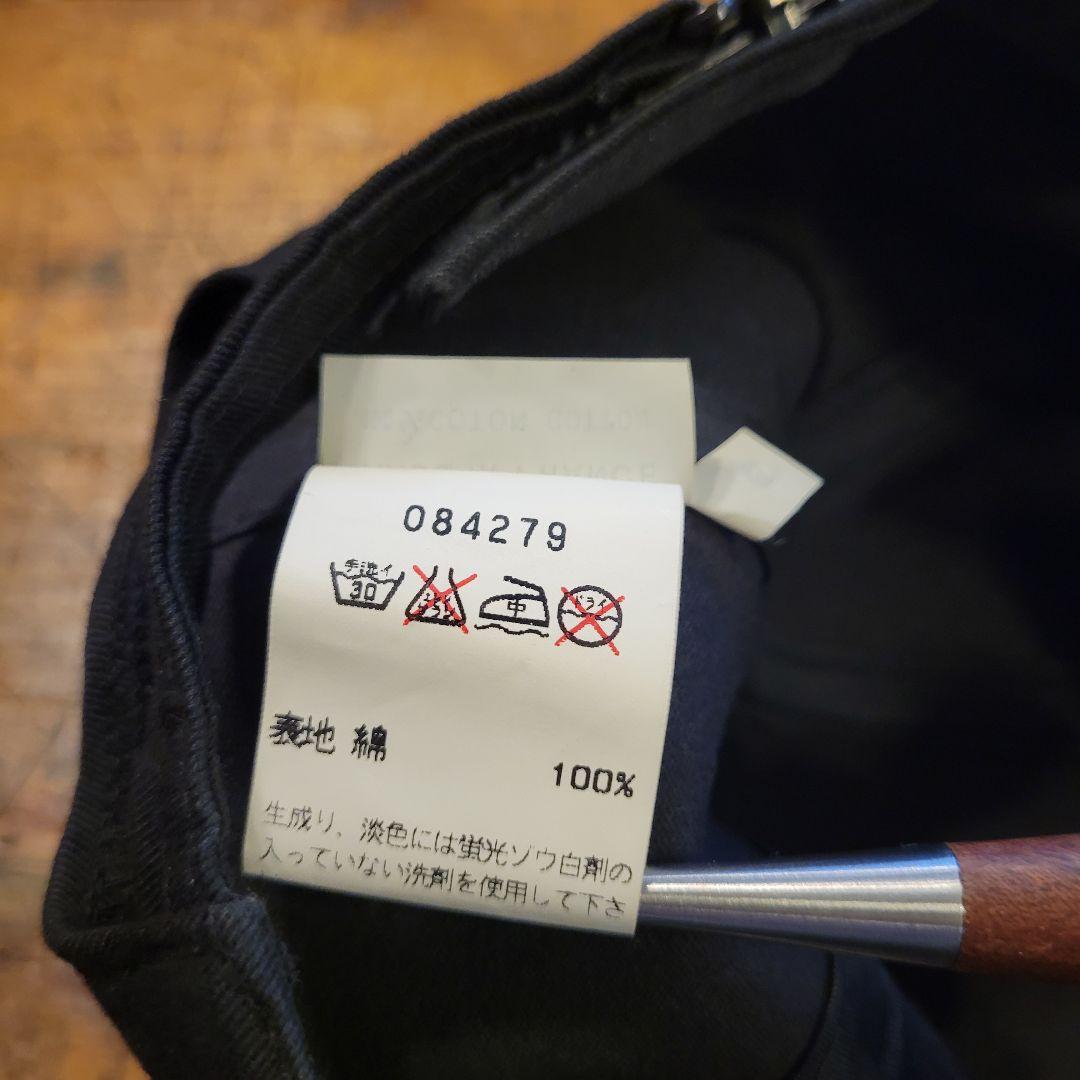 084279
手洗イ
30
中
ドライ
裏地 綿
100%
生成り、淡色には蛍光ゾウ白剤の
入っていない洗剤を使用して下さ